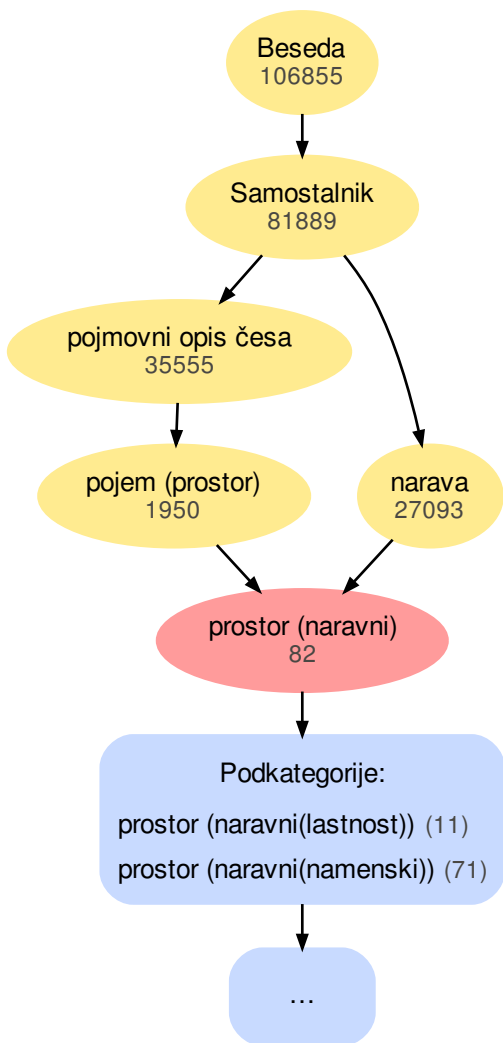 Beseda
106855
Samostalnik
81889
pojmovni opis česa
35555
pojem (prostor)
1950
narava
27093
prostor (naravni)
82
Podkategorije:
prostor (naravni(lastnost)) (11)
prostor (naravni(namenski)) (71)
...